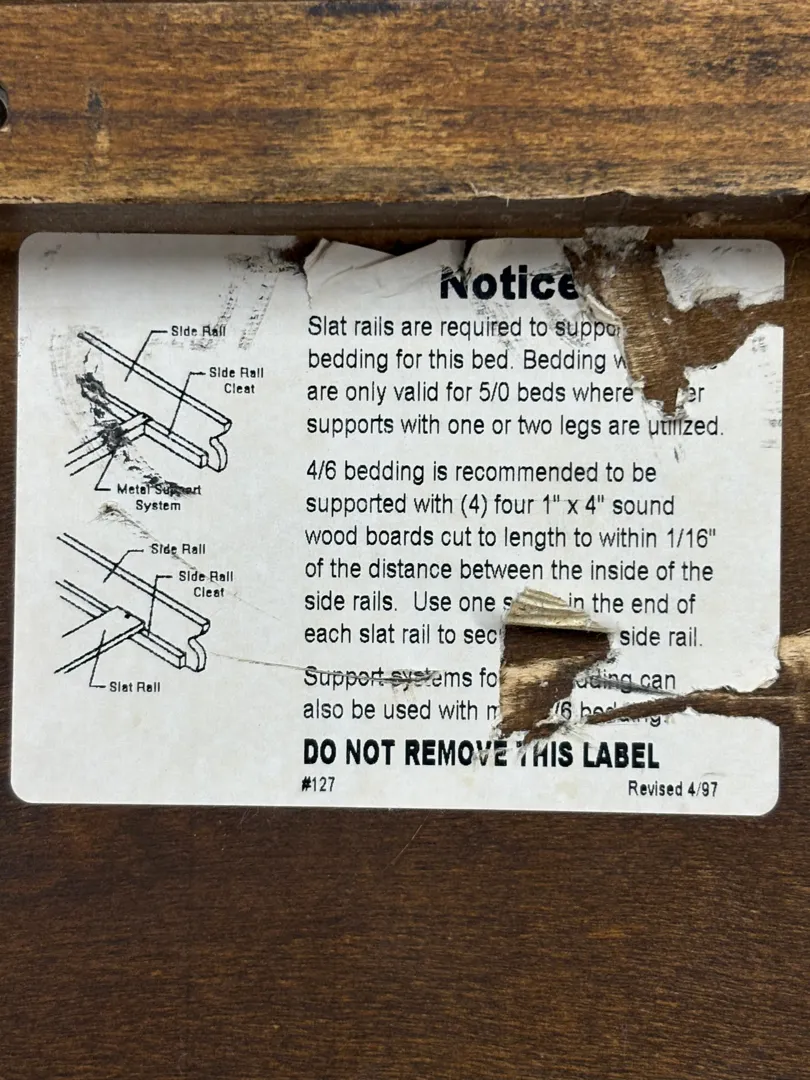 Notice
Side Rail
Side Rail
Cleat
Metal Support
System
Side Rail
Side Rail
Cleat
Slat Rail
Slat rails are required to
bedding for this bed. Bedding
are only valid for 5/0 beds where
supports with one or two legs are utilized.
4/6 bedding is recommended to be
supported with (4) four 1" x 4" sound
wood boards cut to length to within 1/16"
of the distance between the inside of the
side rails. Use one in the end of
each slat rail to side rail.
Support systems can
also be used with
DO NOT REMOVE THIS LABEL
#127
Revised 4/97